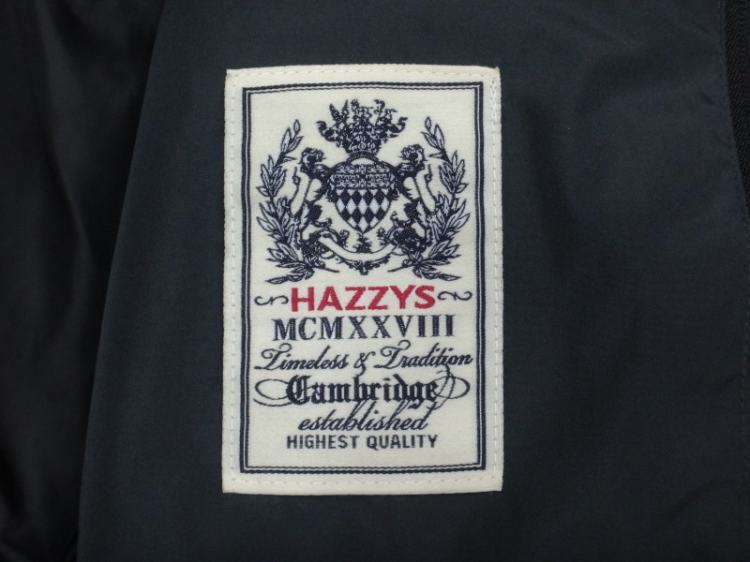 HAZZYS
MCMXXVIII
Timeless & Tradition
Cambridge
established
HIGHEST QUALITY